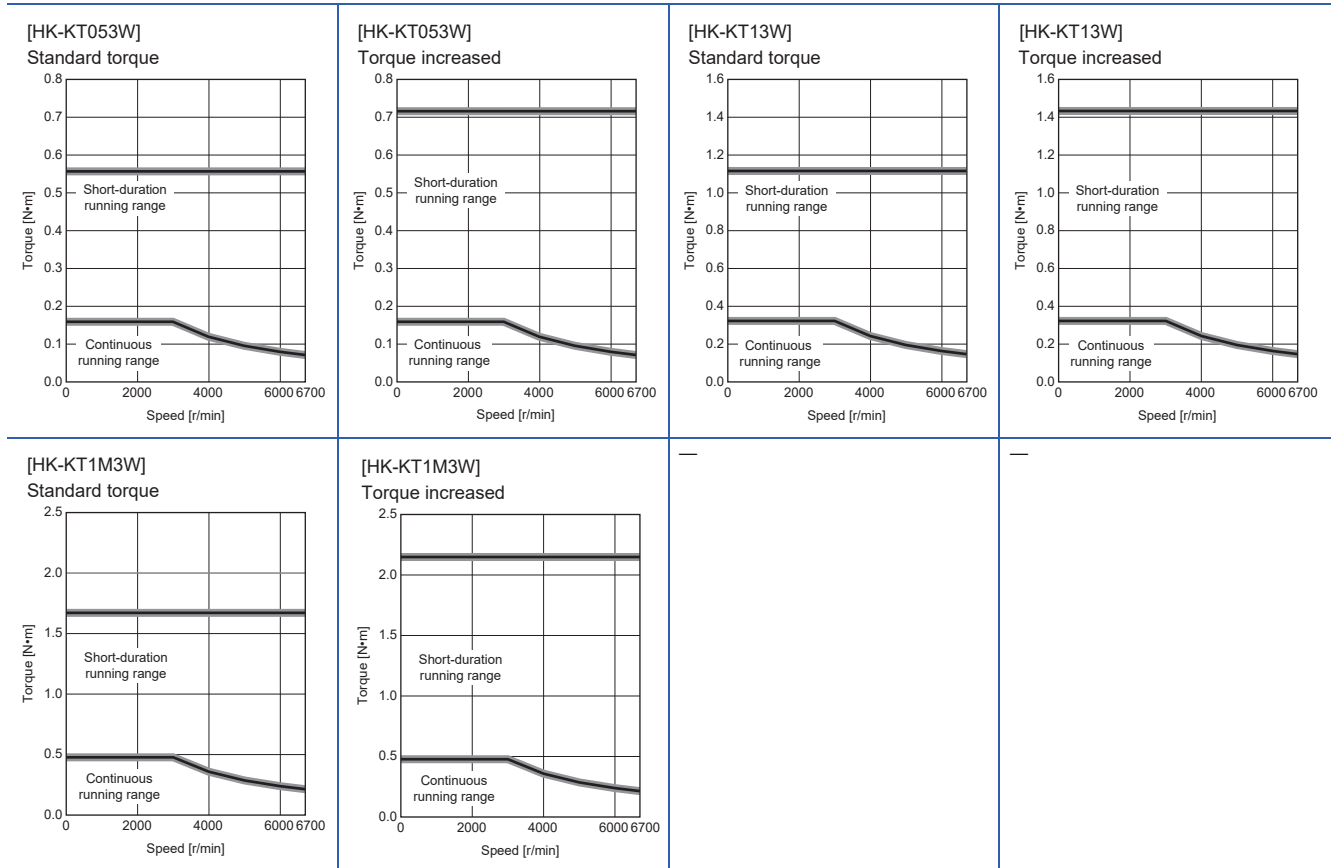 [HK-KT053W]
Standard torque
0.8
0.7
0.6
0.5
0.4
0.3
0.2
0.1
0.0
Torque [N•m]
Short-duration
running range
Continuous
running range
0 2000 4000 6000 6700
Speed [r/min]
[HK-KT053W]
Torque increased
0.8
0.7
0.6
0.5
0.4
0.3
0.2
0.1
0.0
Torque [N•m]
Short-duration
running range
Continuous
running range
0 2000 4000 6000 6700
Speed [r/min]
[HK-KT13W]
Standard torque
1.6
1.4
1.2
1.0
0.8
0.6
0.4
0.2
0.0
Torque [N•m]
Short-duration
running range
Continuous
running range
0 2000 4000 6000 6700
Speed [r/min]
[HK-KT13W]
Torque increased
1.6
1.4
1.2
1.0
0.8
0.6
0.4
0.2
0.0
Torque [N•m]
Short-duration
running range
Continuous
running range
0 2000 4000 6000 6700
Speed [r/min]
[HK-KT1M3W]
Standard torque
2.5
2.0
1.5
1.0
0.5
0.0
Torque [N•m]
Short-duration
running range
Continuous
running range
0 2000 4000 6000 6700
Speed [r/min]
[HK-KT1M3W]
Torque increased
2.5
2.0
1.5
1.0
0.5
0.0
Torque [N•m]
Short-duration
running range
Continuous
running range
0 2000 4000 6000 6700
Speed [r/min]
—
—